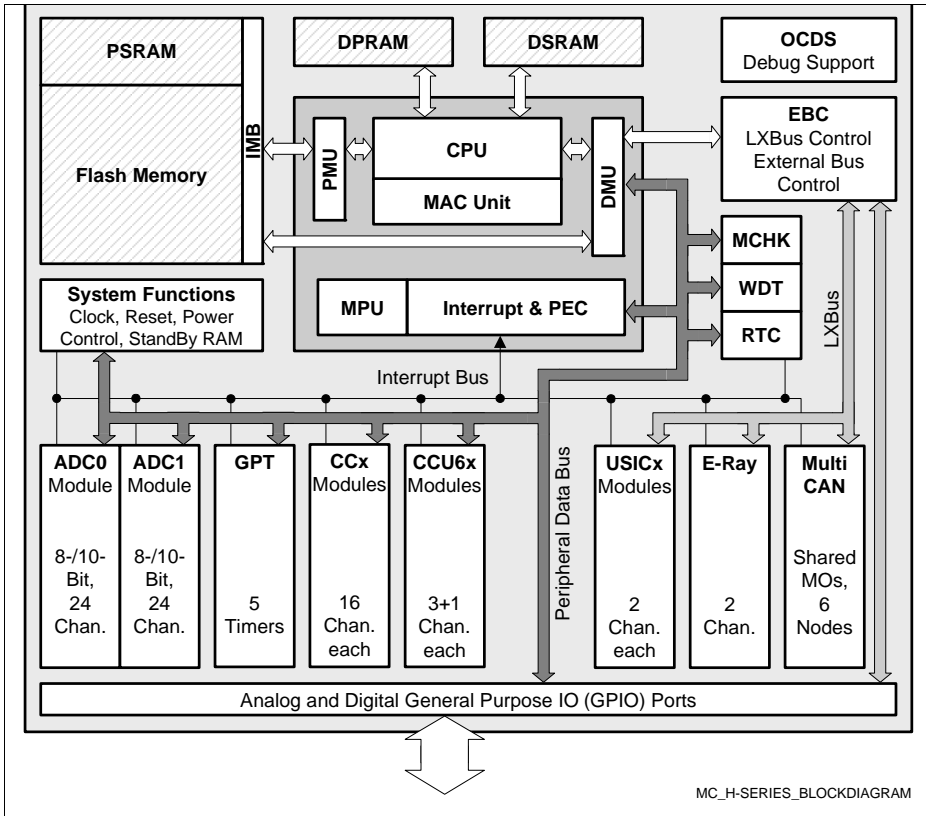 PSRAM
Flash Memory
IMB
DPRAM
DSRAM
OCDS
Debug Support
PMU
CPU
MAC Unit
DMU
EBC
LXBus Control
External Bus
Control
MCHK
WDT
RTC
System Functions
Clock, Reset, Power
Control, StandBy RAM
MPU
Interrupt & PEC
Interrupt Bus
LXBus
Peripheral Data Bus
ADC0
Module
8-/10-
Bit,
24
Chan.
ADC1
Module
8-/10-
Bit,
24
Chan.
GPT
5
Timers
CCx
Modules
16
Chan.
each
CCU6x
Modules
3+1
Chan.
each
USICx
Modules
2
Chan.
each
E-Ray
2
Chan.
Multi
CAN
Shared
MOs,
6
Nodes
Analog and Digital General Purpose IO (GPIO) Ports
MC_H-SERIES_BLOCKDIAGRAM